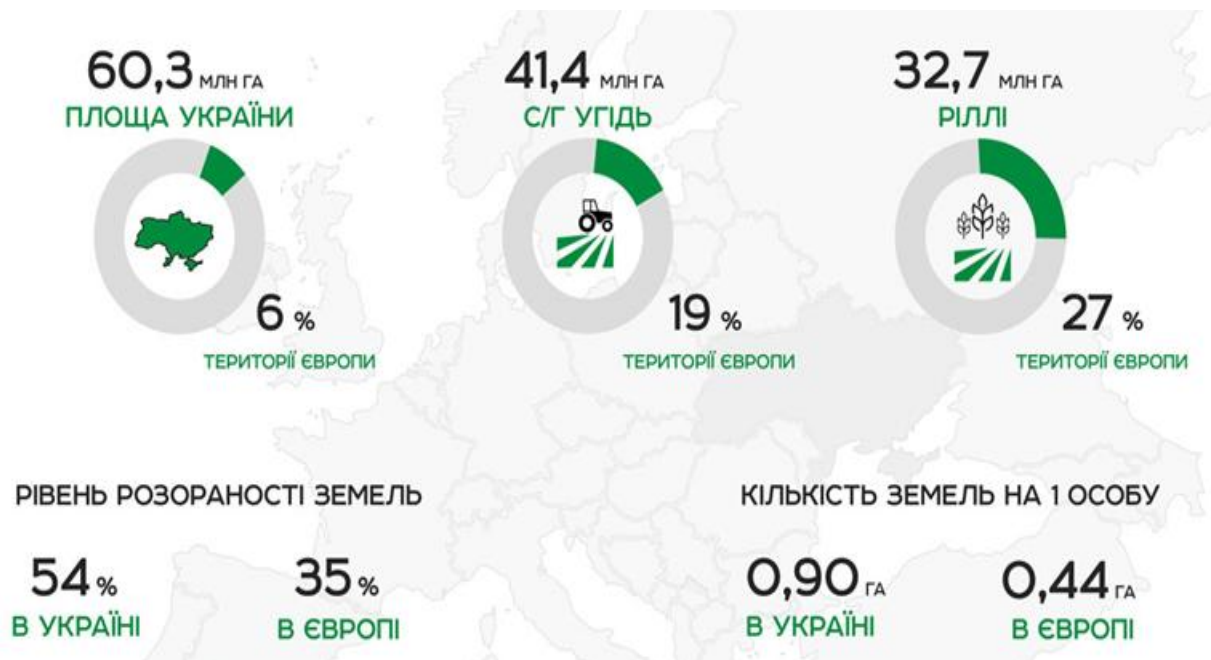 60,3 МЛН ГА
ПЛОЩА УКРАЇНИ
6 %
ТЕРИТОРІЇ ЄВРОПИ
41,4 МЛН ГА
С/Г УГІДЬ
19 %
ТЕРИТОРІЇ ЄВРОПИ
32,7 МЛН ГА
РІЛЛІ
27 %
ТЕРИТОРІЇ ЄВРОПИ
РІВЕНЬ РОЗОРАНОСТІ ЗЕМЕЛЬ
54 %
В УКРАЇНІ
35 %
В ЄВРОПІ
КІЛЬКІСТЬ ЗЕМЕЛЬ НА 1 ОСОБУ
0,90 ГА
В УКРАЇНІ
0,44 ГА
В ЄВРОПІ